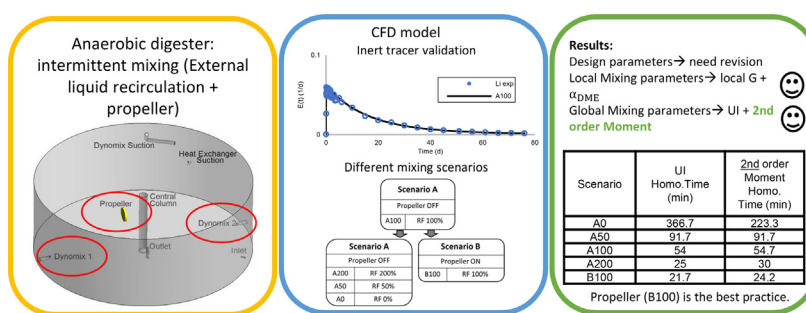 Anaerobic digester:
intermittent mixing (External
liquid recirculation +
propeller)
Dynomix Suction
Heat Exchanger
Suction
Propeller
Central
Column
Dynomix 2
Outlet
Inlet
Dynomix 1
CFD model
Inert tracer validation
0.1
0.05
0
E(t) (1/d)
Li exp
A100
0
20
40
60
80
Time (d)
Different mixing scenarios
Scenario A
Propeller OFF
A100 RF 100%
Scenario A
Propeller OFF
A200 RF 200%
A50 RF 50%
A0 RF 0%
Scenario B
Propeller ON
B100 RF 100%
Results:
Design parameters→ need revision
Local Mixing parameters→ local G +
αDME
Global Mixing parameters→ UI + 2nd
order Moment
Scenario
UI
Homo.Time
(min)
2nd order
Moment
Homo.
Time (min)
A0 366.7 223.3
A50 91.7 91.7
A100 54 54.7
A200 25 30
B100 21.7 24.2
Propeller (B100) is the best practice.